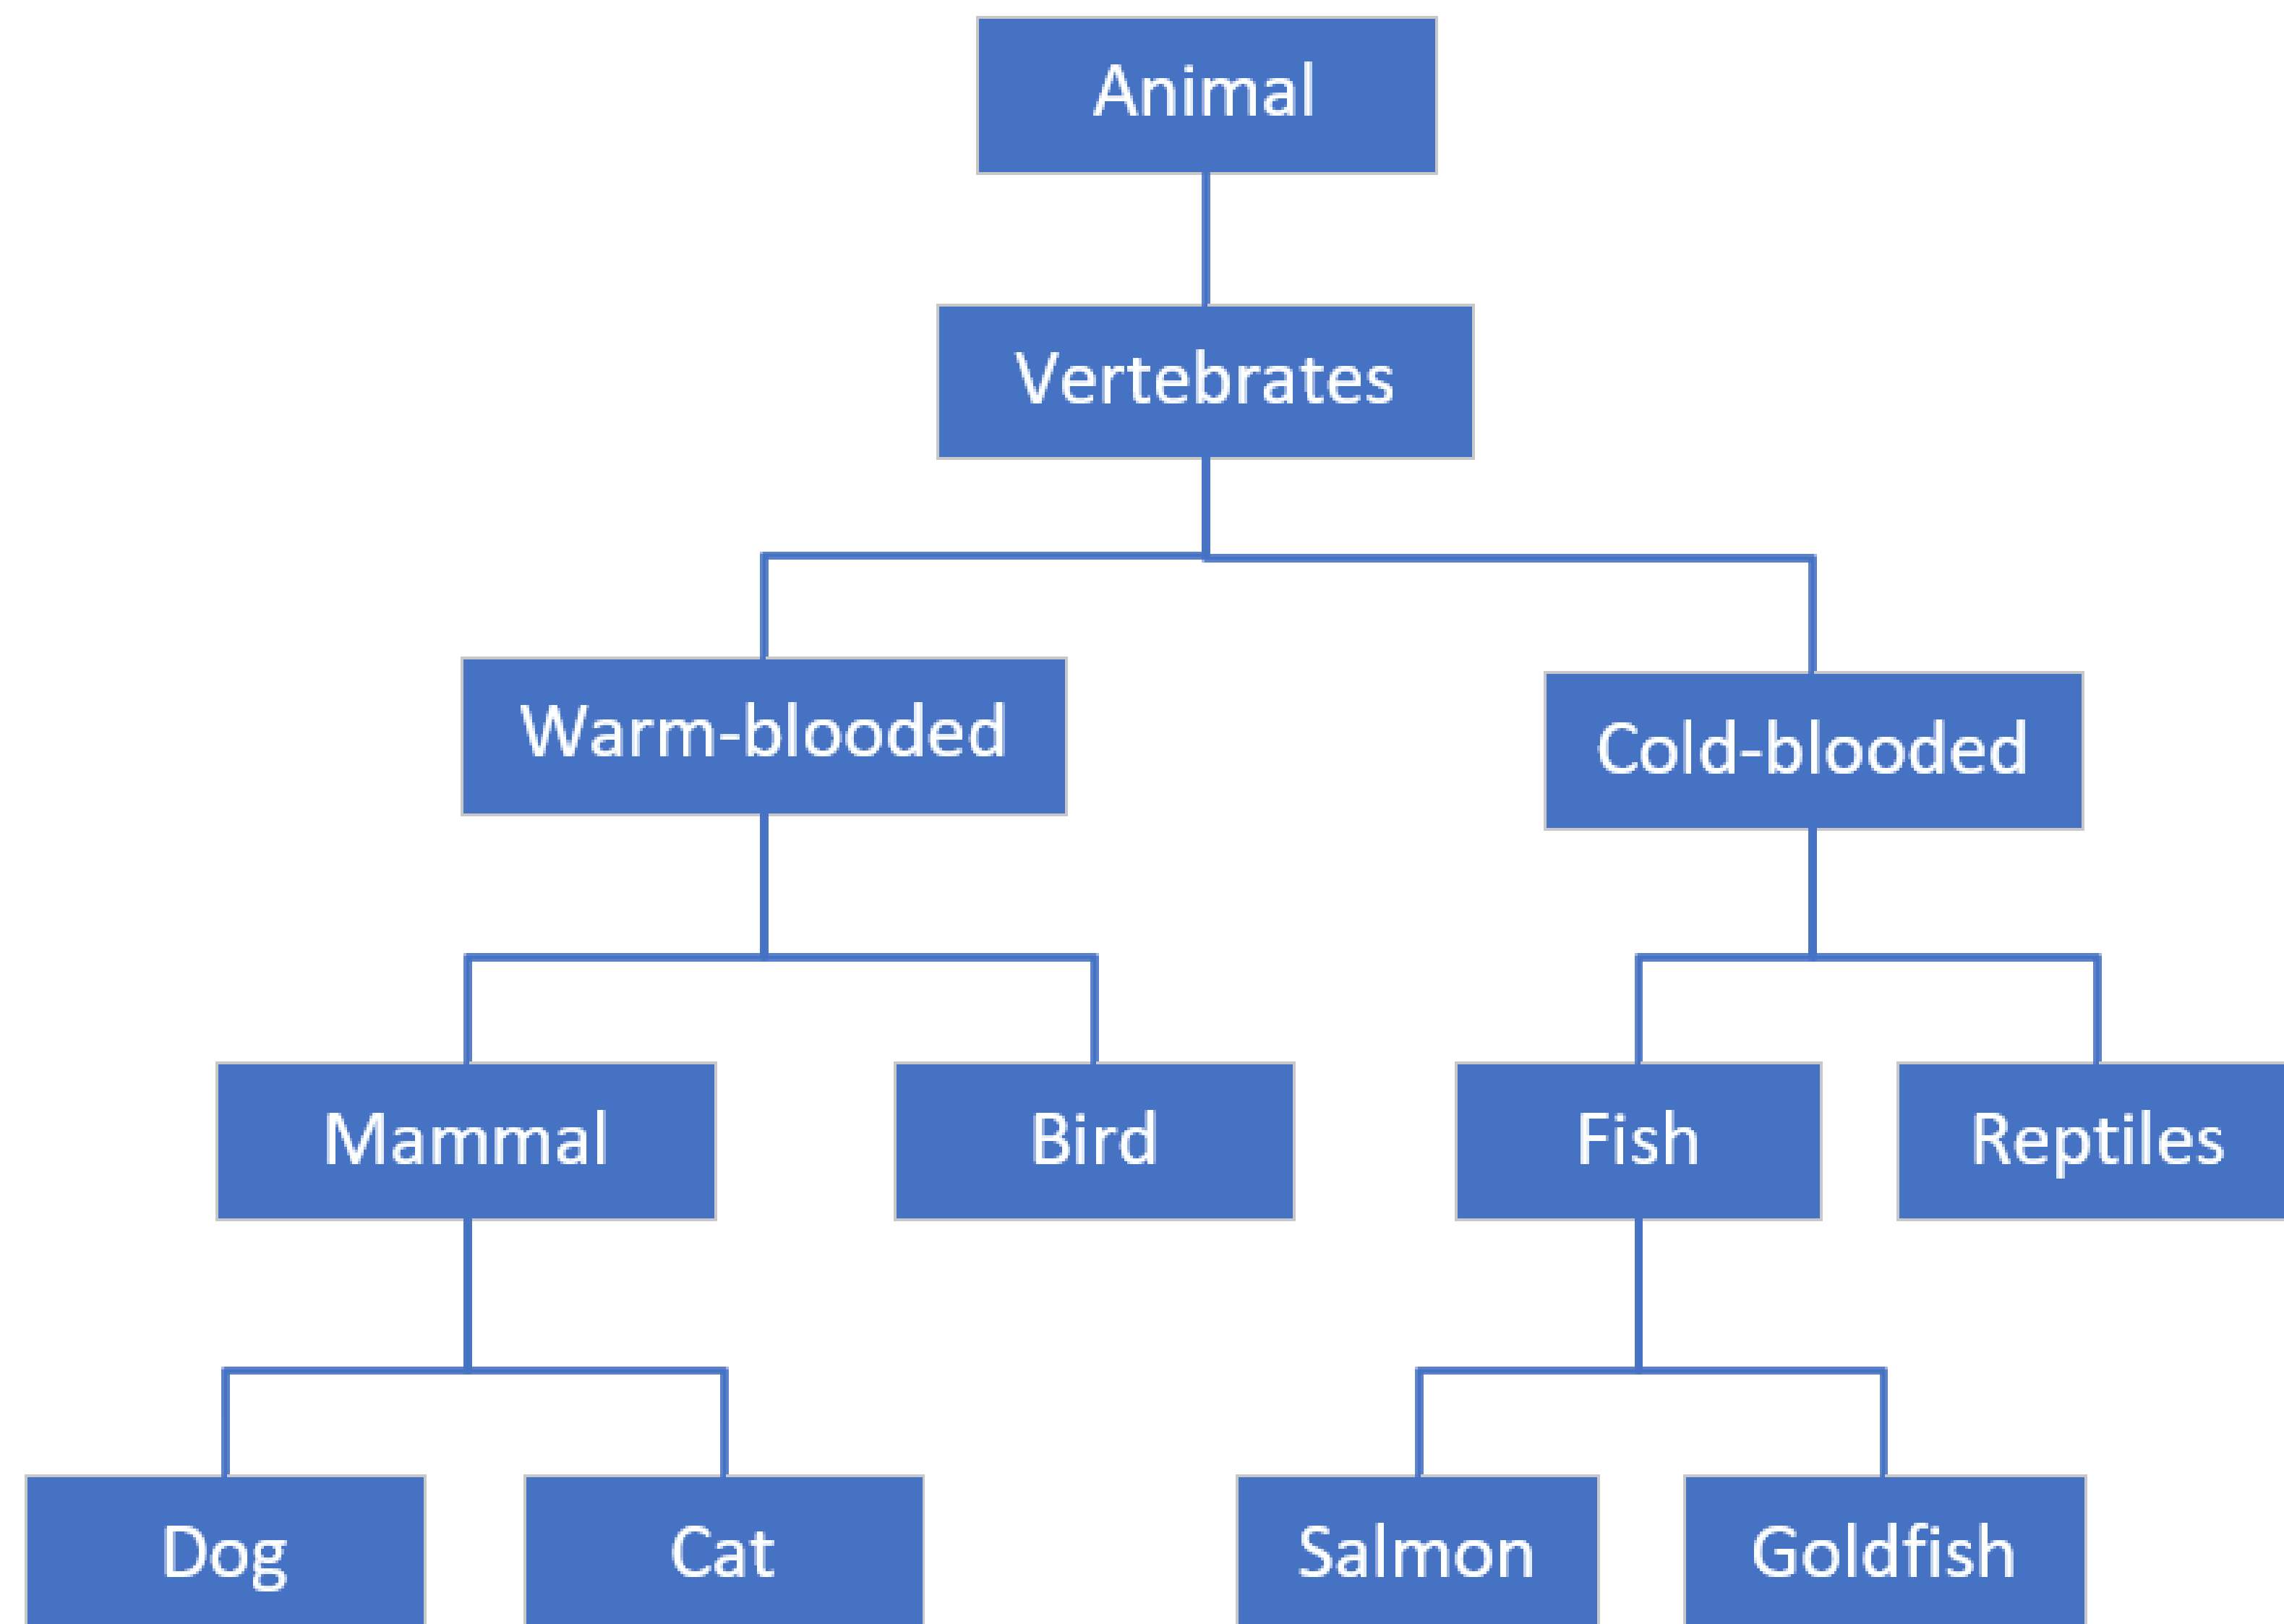 Animal
Vertebrates
Warm-blooded
Cold-blooded
Mammal
Bird
Fish
Reptiles
Dog
Cat
Salmon
Goldfish